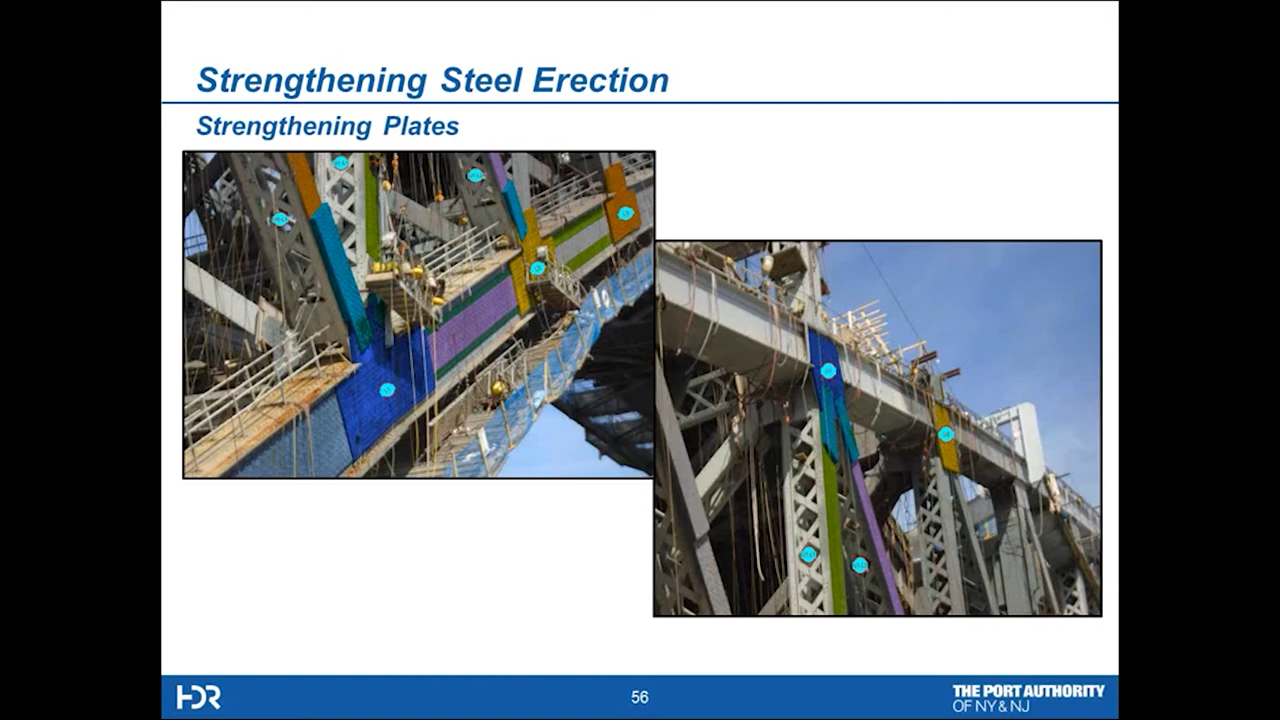 Strengthening Steel Erection
Strengthening Plates
HDR
56
THE PORT AUTHORITY
OF NY & NJ